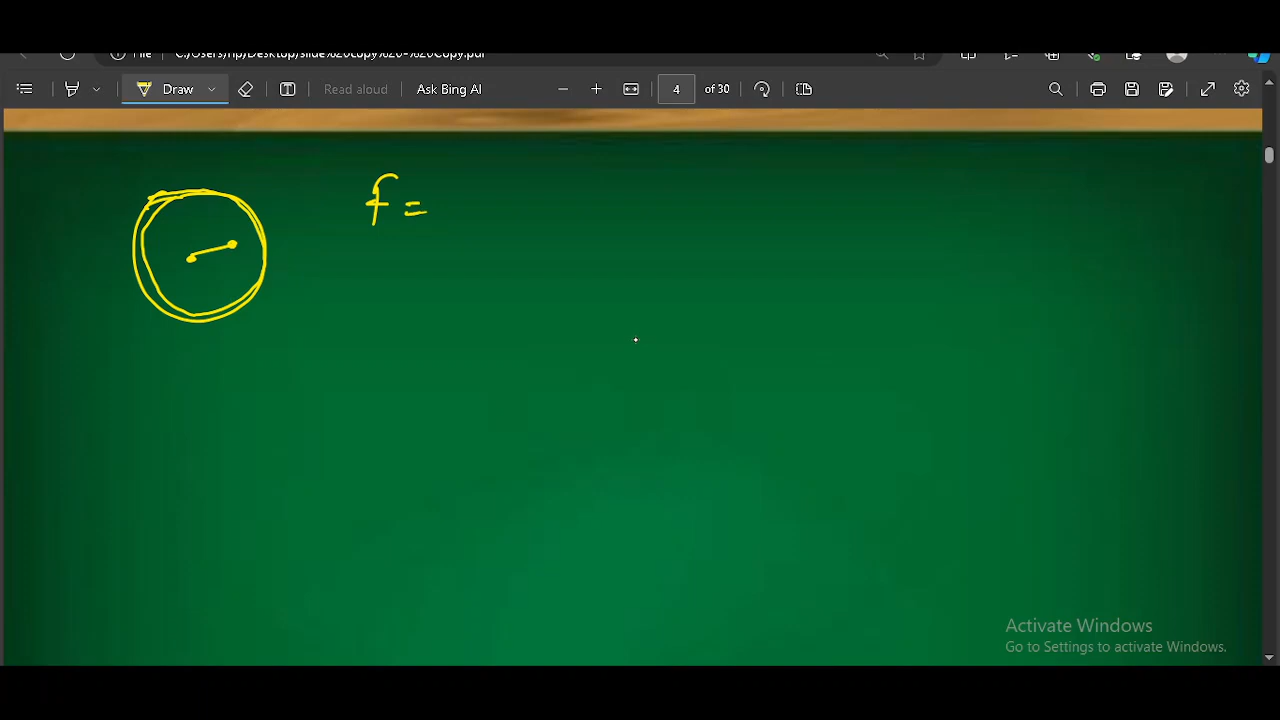 File C:/Users/hp/Desktop/slide%20copy%20-%20Copy.pdf
Draw Read aloud Ask Bing AI 4 of 30
f =
Activate Windows
Go to Settings to activate Windows.